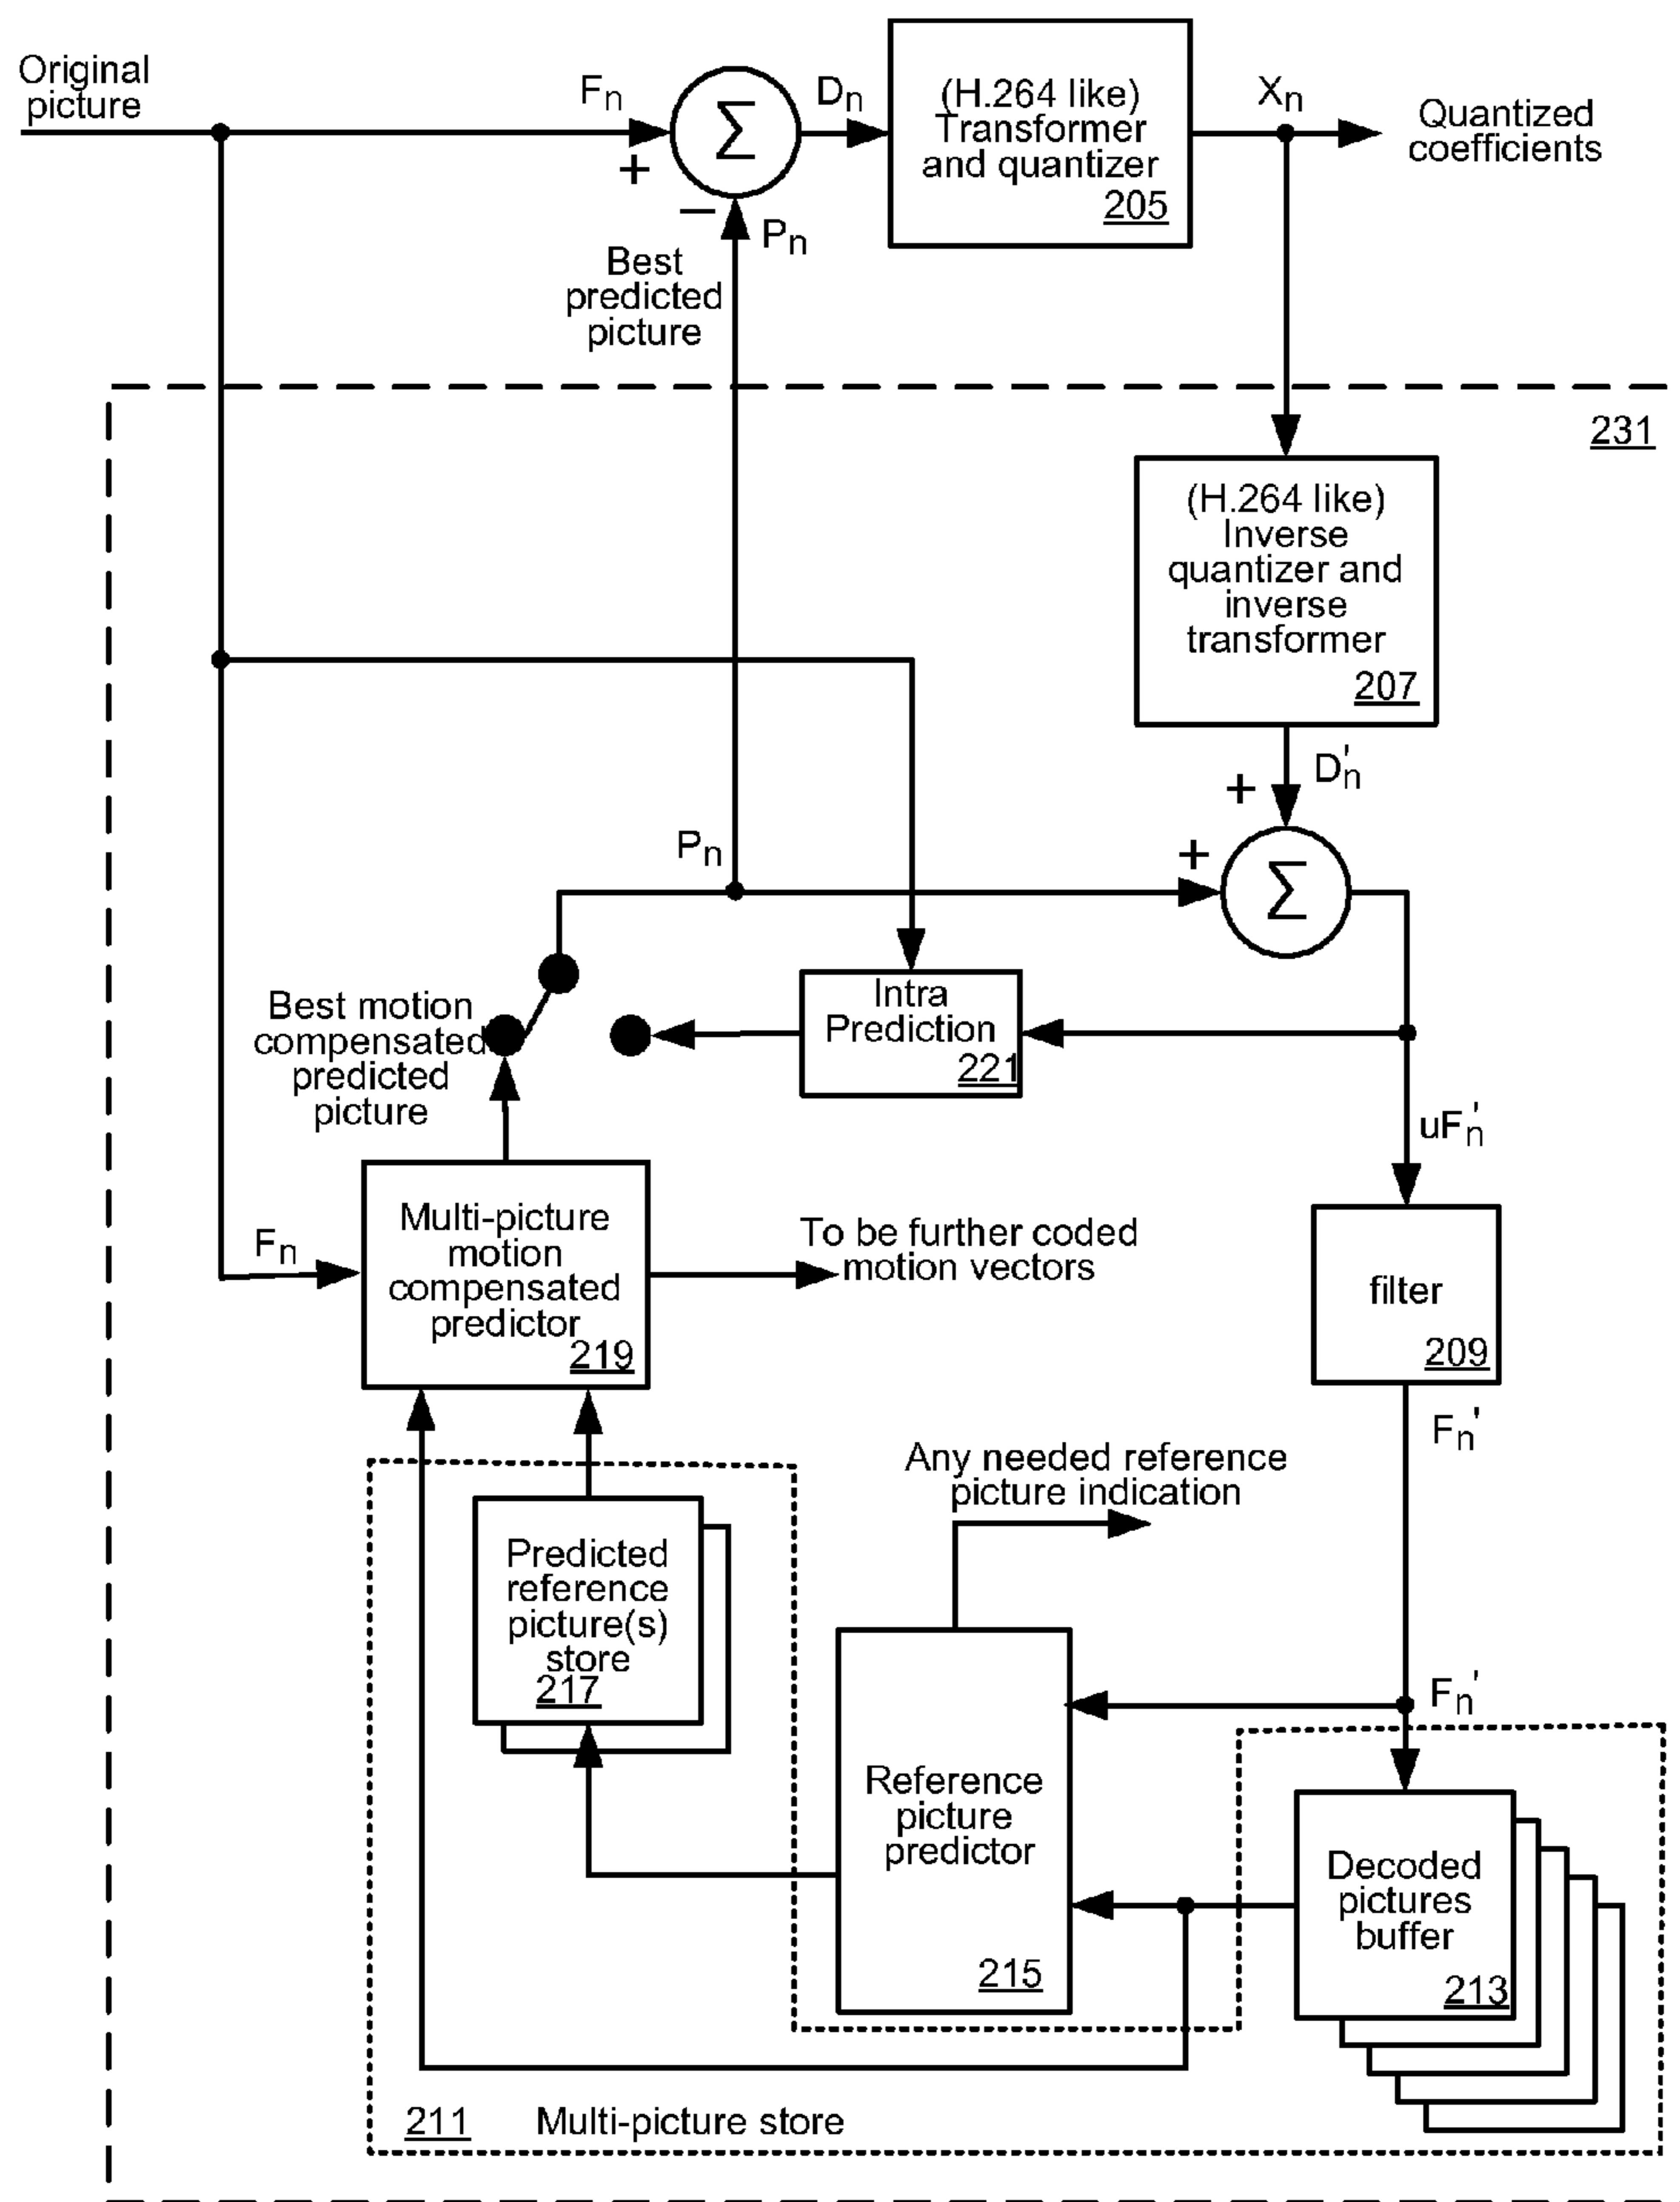 Original
picture
Fn
+
Σ
−
Dn
(H.264 like)
Transformer
and quantizer
205
Xn
Quantized
coefficients
Pn
Best
predicted
picture
231
(H.264 like)
Inverse
quantizer and
inverse
transformer
207
D'n
+
Pn
+
Σ
Best motion
compensated
predicted
picture
Intra
Prediction
221
uFn'
Fn
Multi-picture
motion
compensated
predictor
219
To be further coded
motion vectors
filter
209
Fn'
Any needed reference
picture indication
Predicted
reference
picture(s)
store
217
Fn'
Reference
picture
predictor
215
Decoded
pictures
buffer
213
211 Multi-picture store